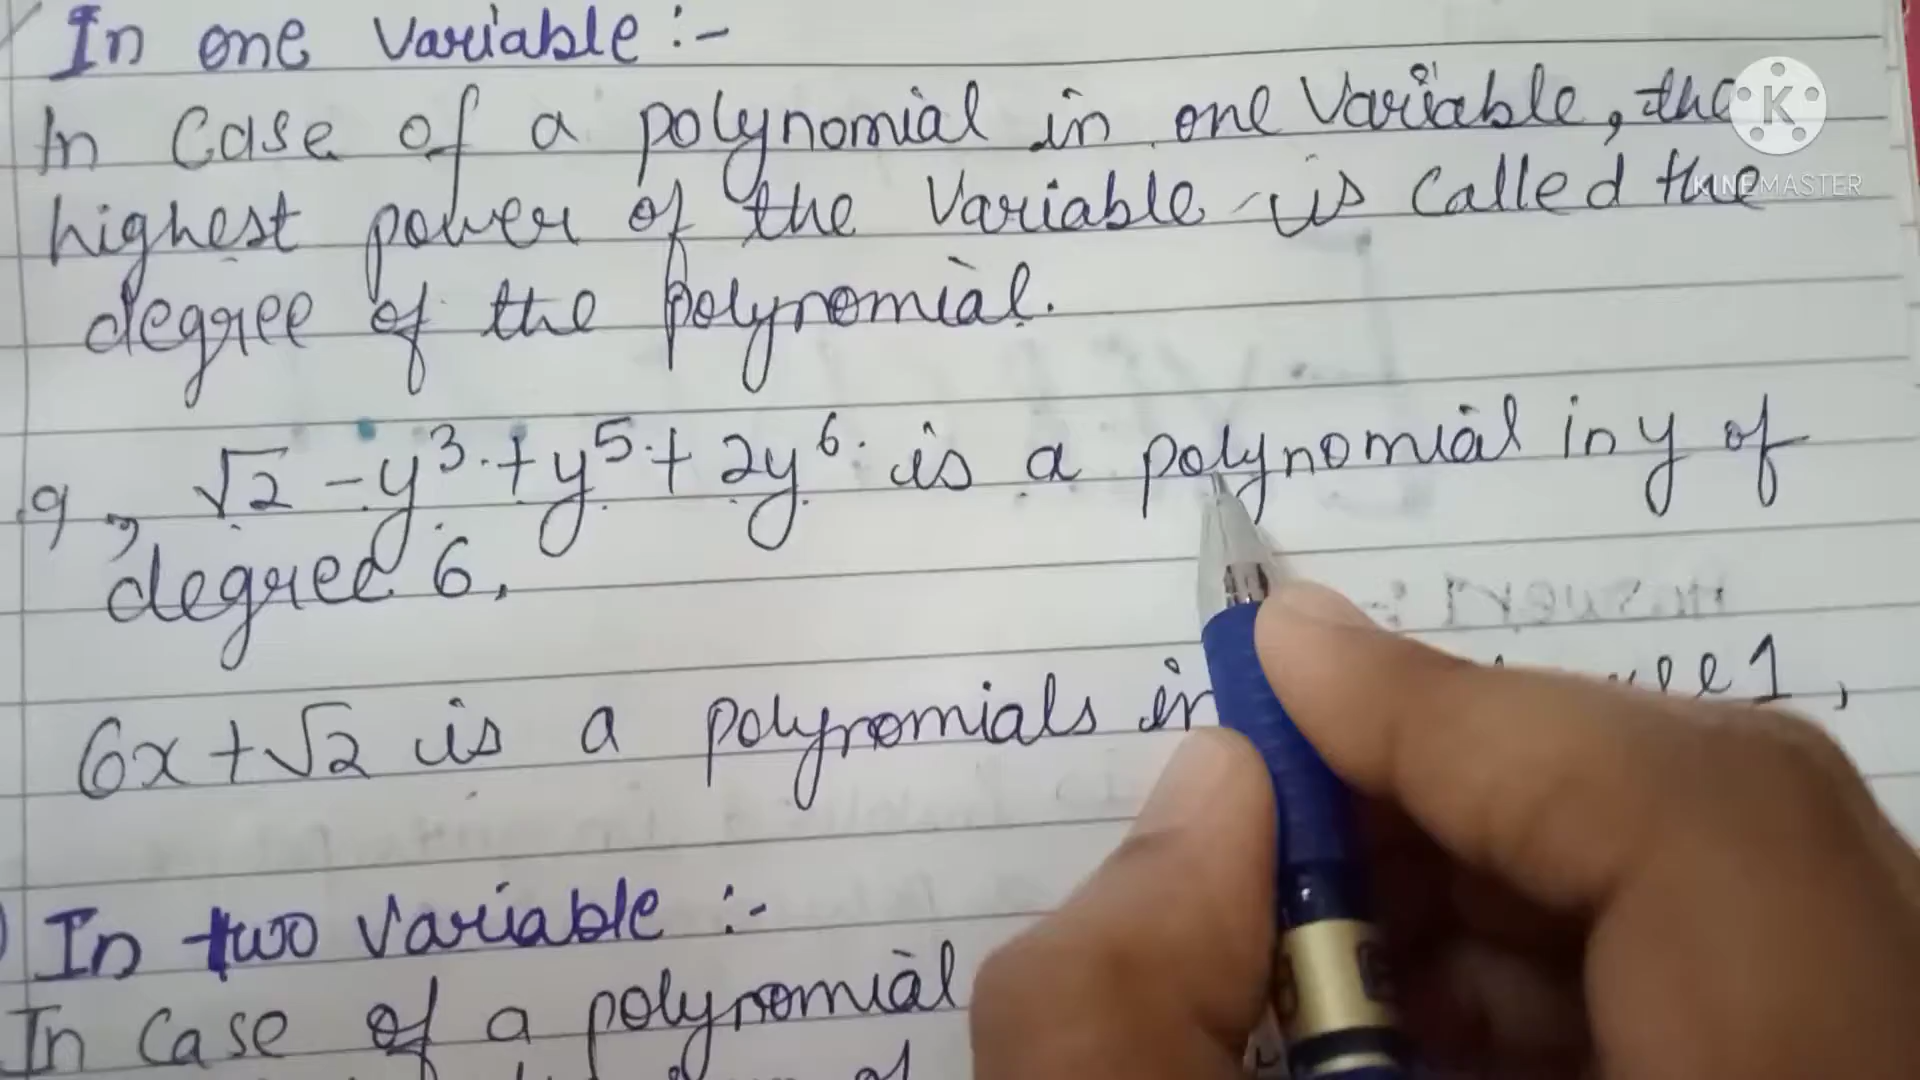 In one Variable :-
In Case of a polynomial in one Variable, the
highest power of the Variable is called the
degree of the polynomial.
g, √2 - y³ + y⁵ + 2y⁶ is a polynomial in y of
degree 6.
6x + √2 is a polynomials in 1,
In two Variable :-
In Case of a polynomial
of
K
KINEMASTER